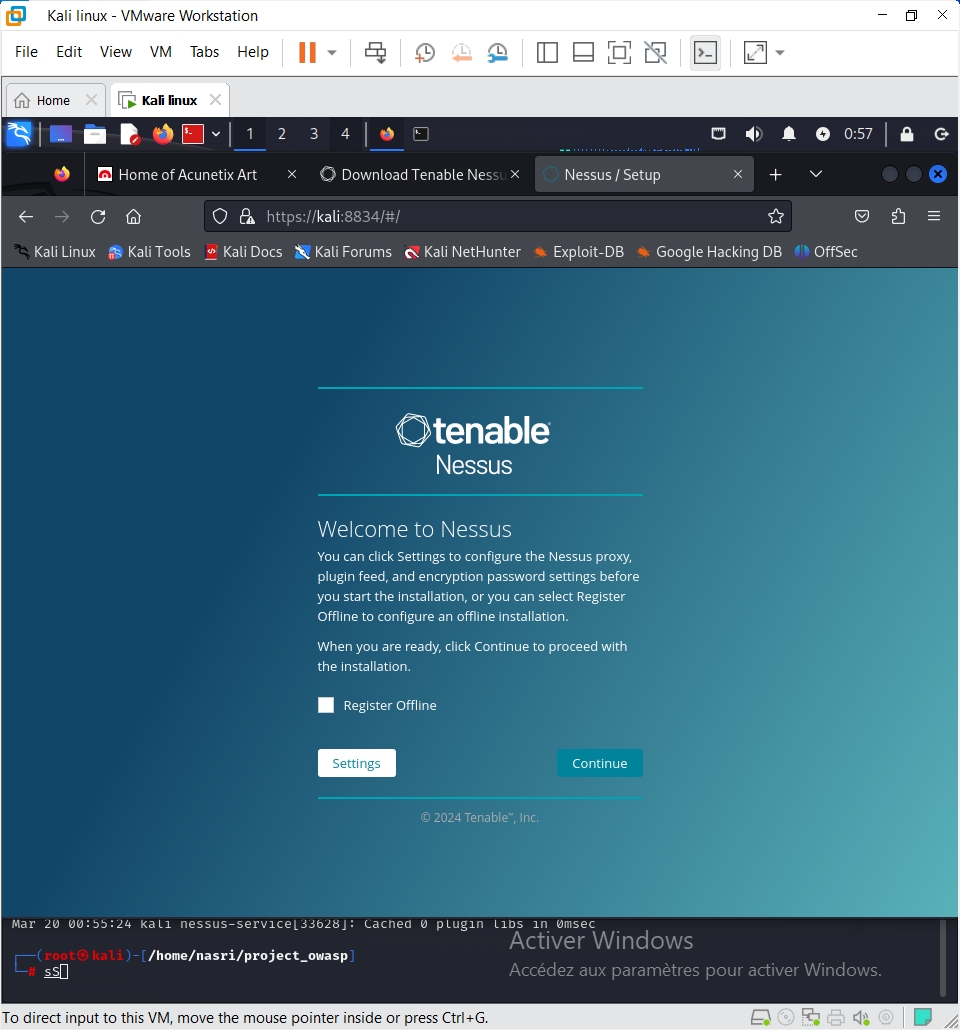 Kali linux - VMware Workstation
File Edit View VM Tabs Help
Home Kali linux
1 2 3 4 0:57
Home of Acunetix Art Download Tenable Nessu Nessus / Setup
https://kali:8834/#/
Kali Linux Kali Tools Kali Docs Kali Forums Kali NetHunter Exploit-DB Google Hacking DB OffSec
tenable
Nessus
Welcome to Nessus
You can click Settings to configure the Nessus proxy,
plugin feed, and encryption password settings before
you start the installation, or you can select Register
Offline to configure an offline installation.
When you are ready, click Continue to proceed with
the installation.
Register Offline
Settings Continue
© 2024 Tenable™, Inc.
Mar 20 00:55:24 kali nessus-service[33628]: Cached 0 plugin libs in 0msec
Activer Windows
┌──(root㉿kali)-[/home/nasri/project_owasp]
└─# sS
Accédez aux paramètres pour activer Windows.
To direct input to this VM, move the mouse pointer inside or press Ctrl+G.